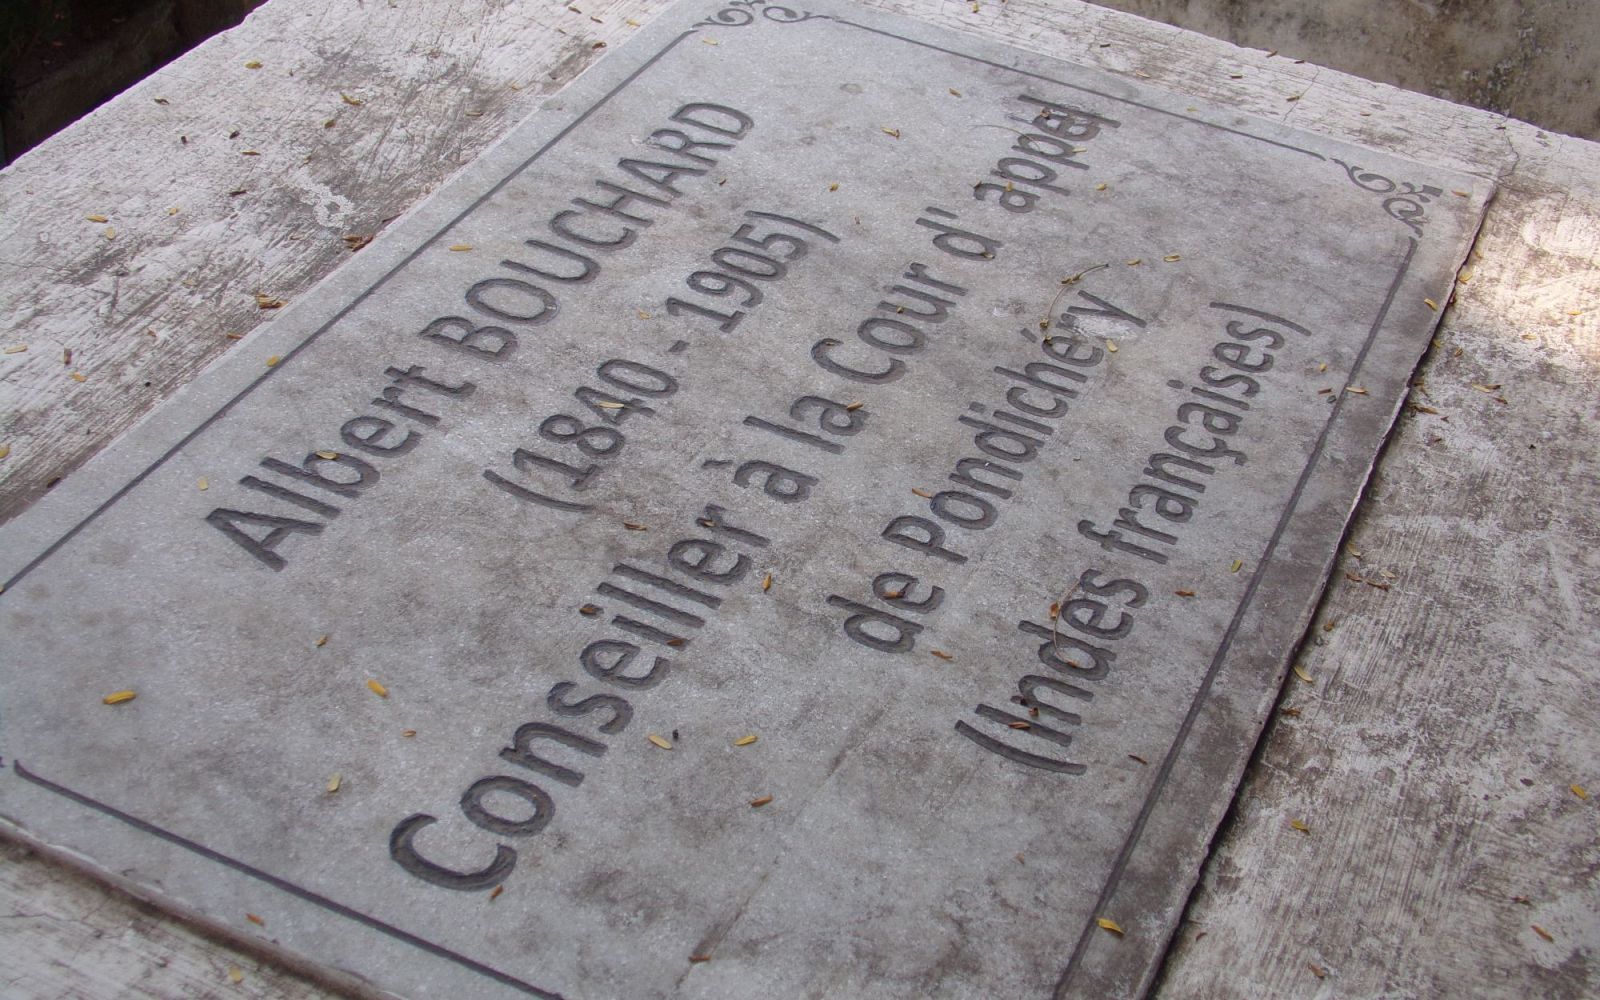 Albert BOUCHARD
(1840 - 1905)
Conseiller à la Cour d' appel
de Pondichéry
(Indes françaises)